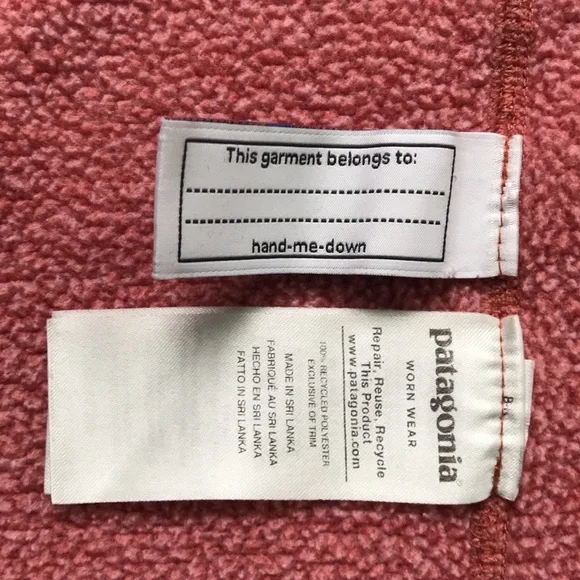 This garment belongs to:
hand-me-down
patagonia®
WORN WEAR
Repair, Reuse, Recycle
This Product
www.patagonia.com
100% RECYCLED POLYESTER
EXCLUSIVE OF TRIM
MADE IN SRI LANKA
FABRIQUÉ AU SRI LANKA
HECHO EN SRI LANKA
FATTO IN SRI LANKA